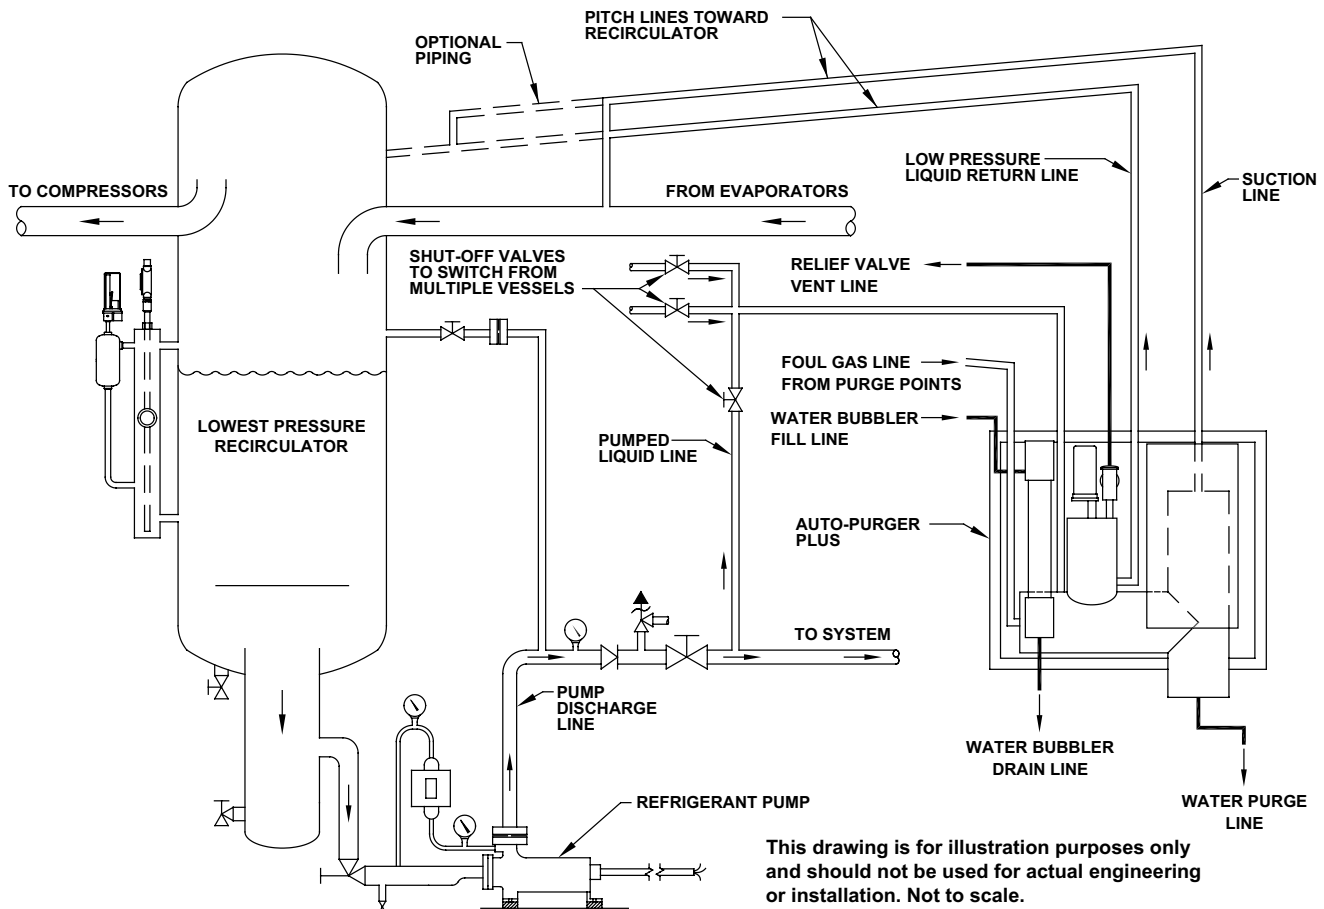 PITCH LINES TOWARD
RECIRCULATOR
OPTIONAL
PIPING
LOW PRESSURE
LIQUID RETURN LINE
SUCTION
LINE
TO COMPRESSORS
FROM EVAPORATORS
SHUT-OFF VALVES
TO SWITCH FROM
MULTIPLE VESSELS
RELIEF VALVE
VENT LINE
FOUL GAS LINE
FROM PURGE POINTS
WATER BUBBLER
FILL LINE
LOWEST PRESSURE
RECIRCULATOR
PUMPED
LIQUID LINE
AUTO-PURGER
PLUS
TO SYSTEM
PUMP
DISCHARGE
LINE
WATER BUBBLER
DRAIN LINE
WATER PURGE
LINE
REFRIGERANT PUMP
This drawing is for illustration purposes only
and should not be used for actual engineering
or installation. Not to scale.